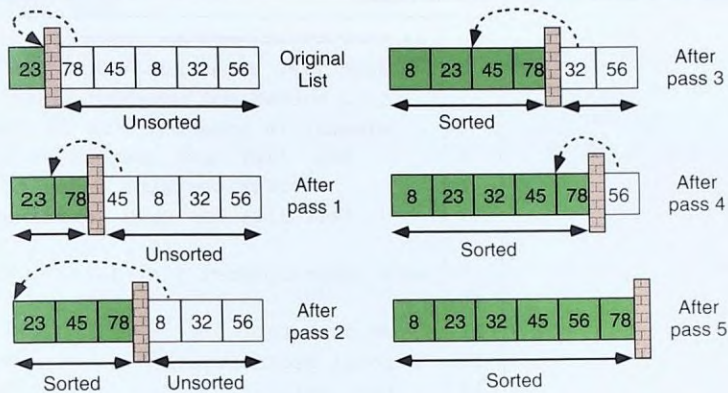 23 78 45 8 32 56
Original
List
Unsorted
23 78 45 8 32 56
After
pass 1
Unsorted
23 45 78 8 32 56
After
pass 2
Sorted Unsorted
8 23 45 78 32 56
After
pass 3
Sorted
8 23 32 45 78 56
After
pass 4
Sorted
8 23 32 45 56 78
After
pass 5
Sorted